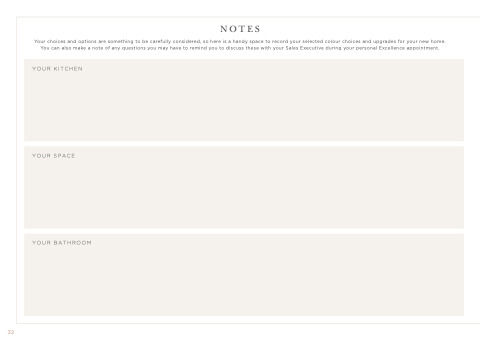 NOTES
Your choices and options are something to be carefully considered, so here is a handy space to record your selected colour choices and upgrades for your new home.
You can also make a note of any questions you may have to remind you to discuss these with your Sales Executive during your personal Excellence appointment.
YOUR KITCHEN
YOUR SPACE
YOUR BATHROOM
33